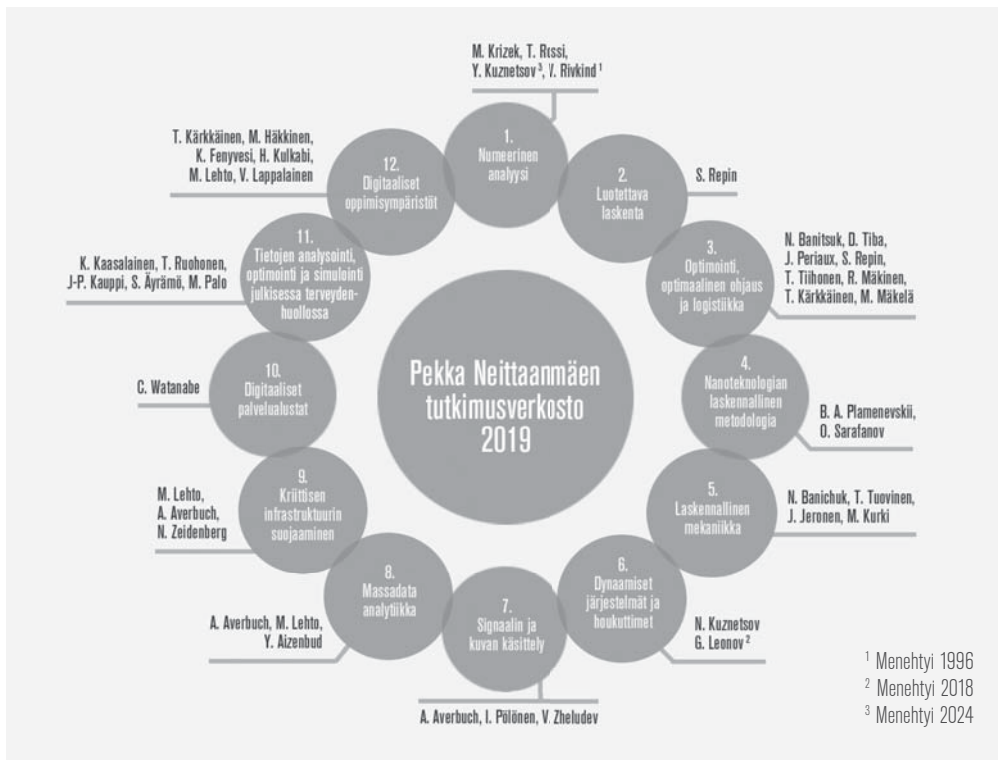 M. Krizek, T. Rossi,
Y. Kuznetsov ³, V. Rivkind ¹
1.
Numeerinen
analyysi
2.
Luotettava
laskenta
S. Repin
3.
Optimointi,
optimaalinen ohjaus
ja logistiikka
N. Banitsuk, D. Tiba,
J. Periaux, S. Repin,
T. Tiihonen, R. Mäkinen,
T. Kärkkäinen, M. Mäkelä
4.
Nanoteknologian
laskennallinen
metodologia
B. A. Plamenevskii,
O. Sarafanov
5.
Laskennallinen
mekaniikka
N. Banichuk, T. Tuovinen,
J. Jeronen, M. Kurki
6.
Dynaamiset
järjestelmät ja
houkuttimet
N. Kuznetsov
G. Leonov ²
7.
Signaalin ja
kuvan käsittely
A. Averbuch, I. Pölönen, V. Zheludev
8.
Massadata
analytiikka
A. Averbuch, M. Lehto,
Y. Aizenbud
9.
Kriittisen
infrastruktuurin
suojaaminen
M. Lehto,
A. Averbuch,
N. Zeidenberg
10.
Digitaaliset
palvelualustat
C. Watanabe
11.
Tietojen analysointi,
optimointi ja simulointi
julkisessa terveyden-
huollossa
K. Kaasalainen, T. Ruohonen,
J-P. Kauppi, S. Äyrämö, M. Palo
12.
Digitaaliset
oppimisympäristöt
T. Kärkkäinen, M. Häkkinen,
K. Fenyvesi, H. Kulkabi,
M. Lehto, V. Lappalainen
Pekka Neittaanmäen
tutkimusverkosto
2019
¹ Menehtyi 1996
² Menehtyi 2018
³ Menehtyi 2024